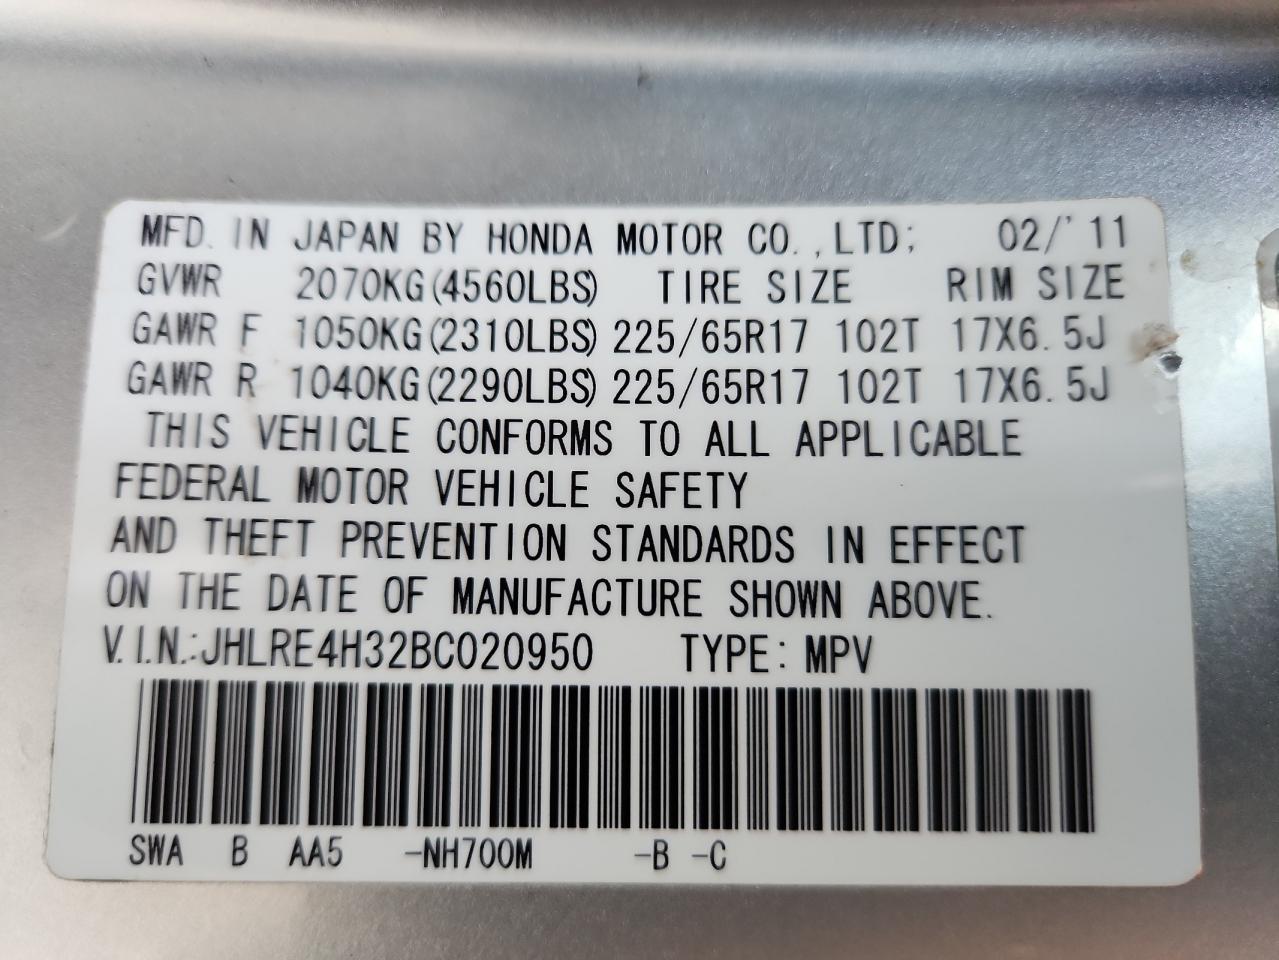 MFD. IN JAPAN BY HONDA MOTOR CO.,LTD; 02/'11
GVWR 2070KG(4560LBS) TIRE SIZE RIM SIZE
GAWR F 1050KG(2310LBS) 225/65R17 102T 17X6.5J
GAWR R 1040KG(2290LBS) 225/65R17 102T 17X6.5J
THIS VEHICLE CONFORMS TO ALL APPLICABLE
FEDERAL MOTOR VEHICLE SAFETY
AND THEFT PREVENTION STANDARDS IN EFFECT
ON THE DATE OF MANUFACTURE SHOWN ABOVE.
V.I.N.:JHLRE4H32BC020950 TYPE: MPV
SWA B AA5 -NH700M -B -C